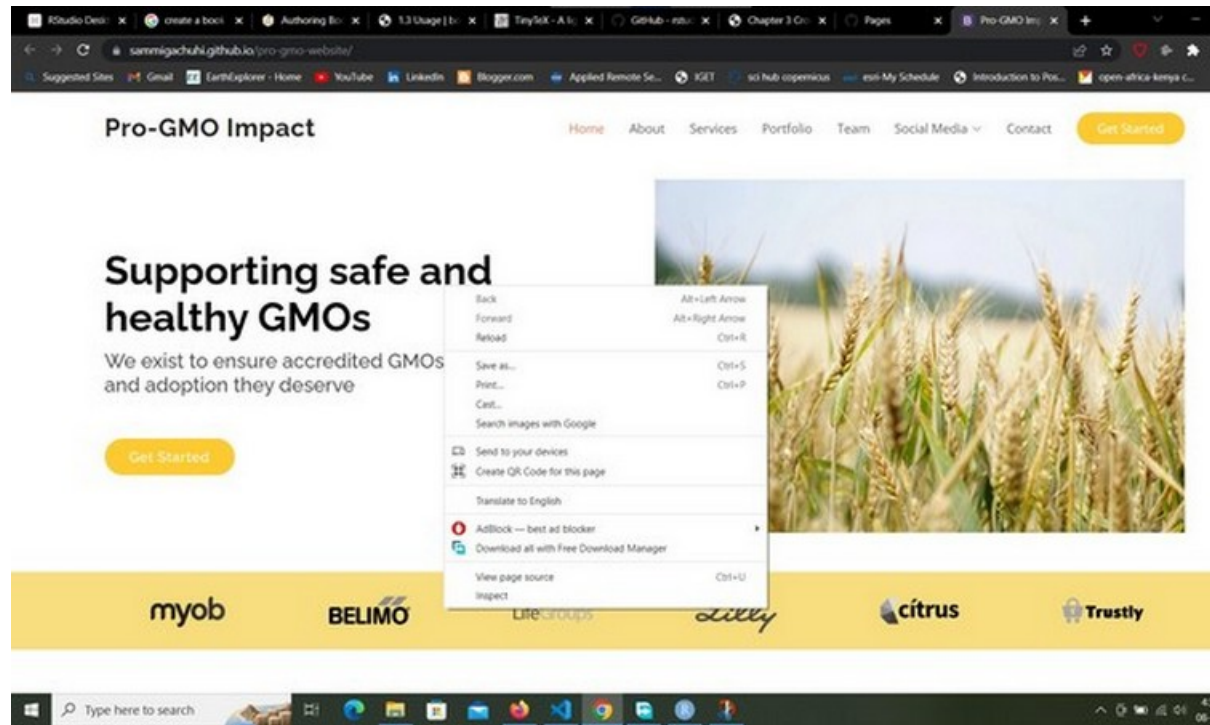 RStudio Deskt
create a book
Authoring Bo
1.3 Usage | b
TinyTeX - A li
GitHub - rstu
Chapter 3 Cro
Pages
Pro-GMO Imp
sammigachuhi.github.io/pro-gmo-website/
Suggested Sites Gmail EarthExplorer - Home YouTube LinkedIn Blogger.com Applied Remote Se... IGET sci hub copernicus esri-My Schedule Introduction to Pos... open-africa-kenya c...
Pro-GMO Impact
Home About Services Portfolio Team Social Media Contact Get Started
Supporting safe and
healthy GMOs
We exist to ensure accredited GMOs
and adoption they deserve
Get Started
Back Alt+Left Arrow
Forward Alt+Right Arrow
Reload Ctrl+R
Save as... Ctrl+S
Print... Ctrl+P
Cast...
Search images with Google
Send to your devices
Create QR Code for this page
Translate to English
AdBlock — best ad blocker
Download all with Free Download Manager
View page source Ctrl+U
Inspect
myob BELIMO LifeGroups Lilly citrus Trustly
Type here to search